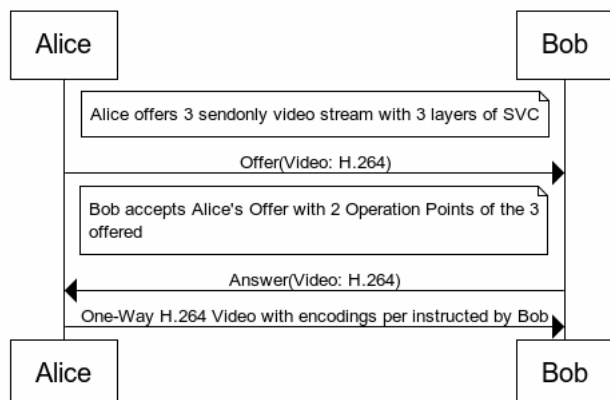 Alice
Bob
Alice offers 3 sendonly video stream with 3 layers of SVC
Offer(Video: H.264)
Bob accepts Alice's Offer with 2 Operation Points of the 3
offered
Answer(Video: H.264)
One-Way H.264 Video with encodings per instructed by Bob
Alice
Bob